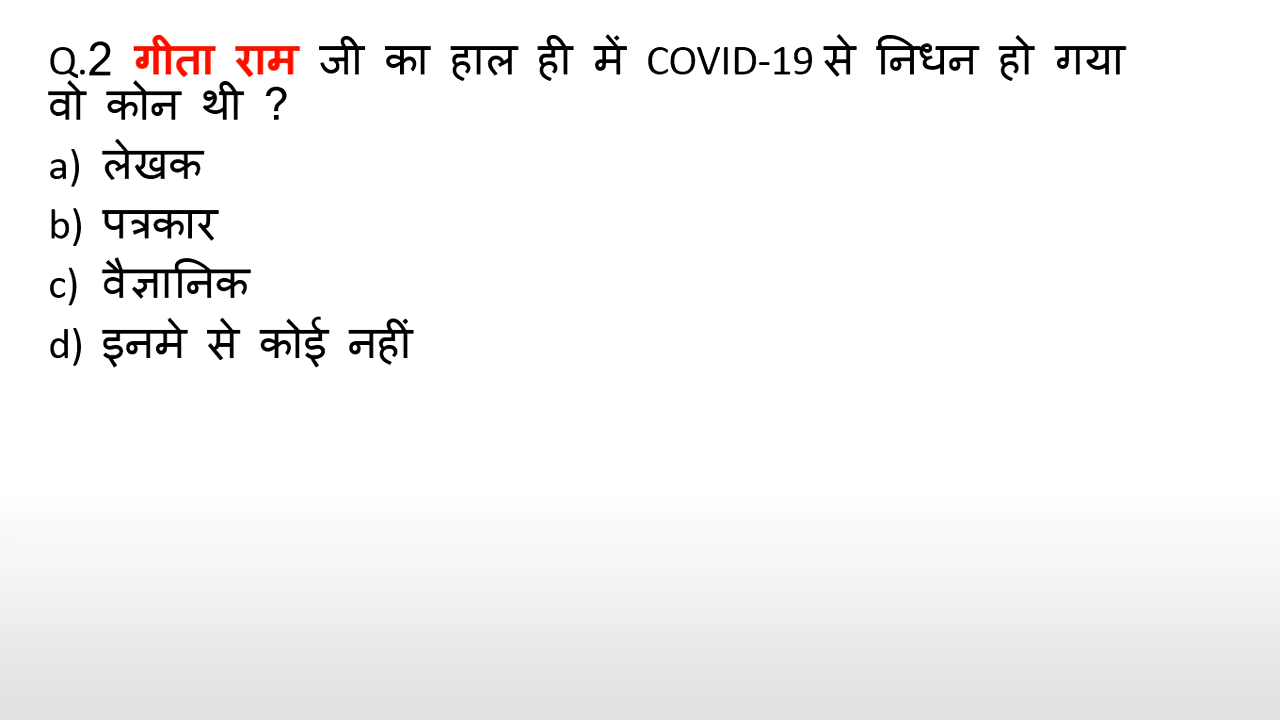 Q.2 गीता राम जी का हाल ही में COVID-19 से निधन हो गया
वो कोन थी ?
a) लेखक
b) पत्रकार
c) वैज्ञानिक
d) इनमे से कोई नहीं